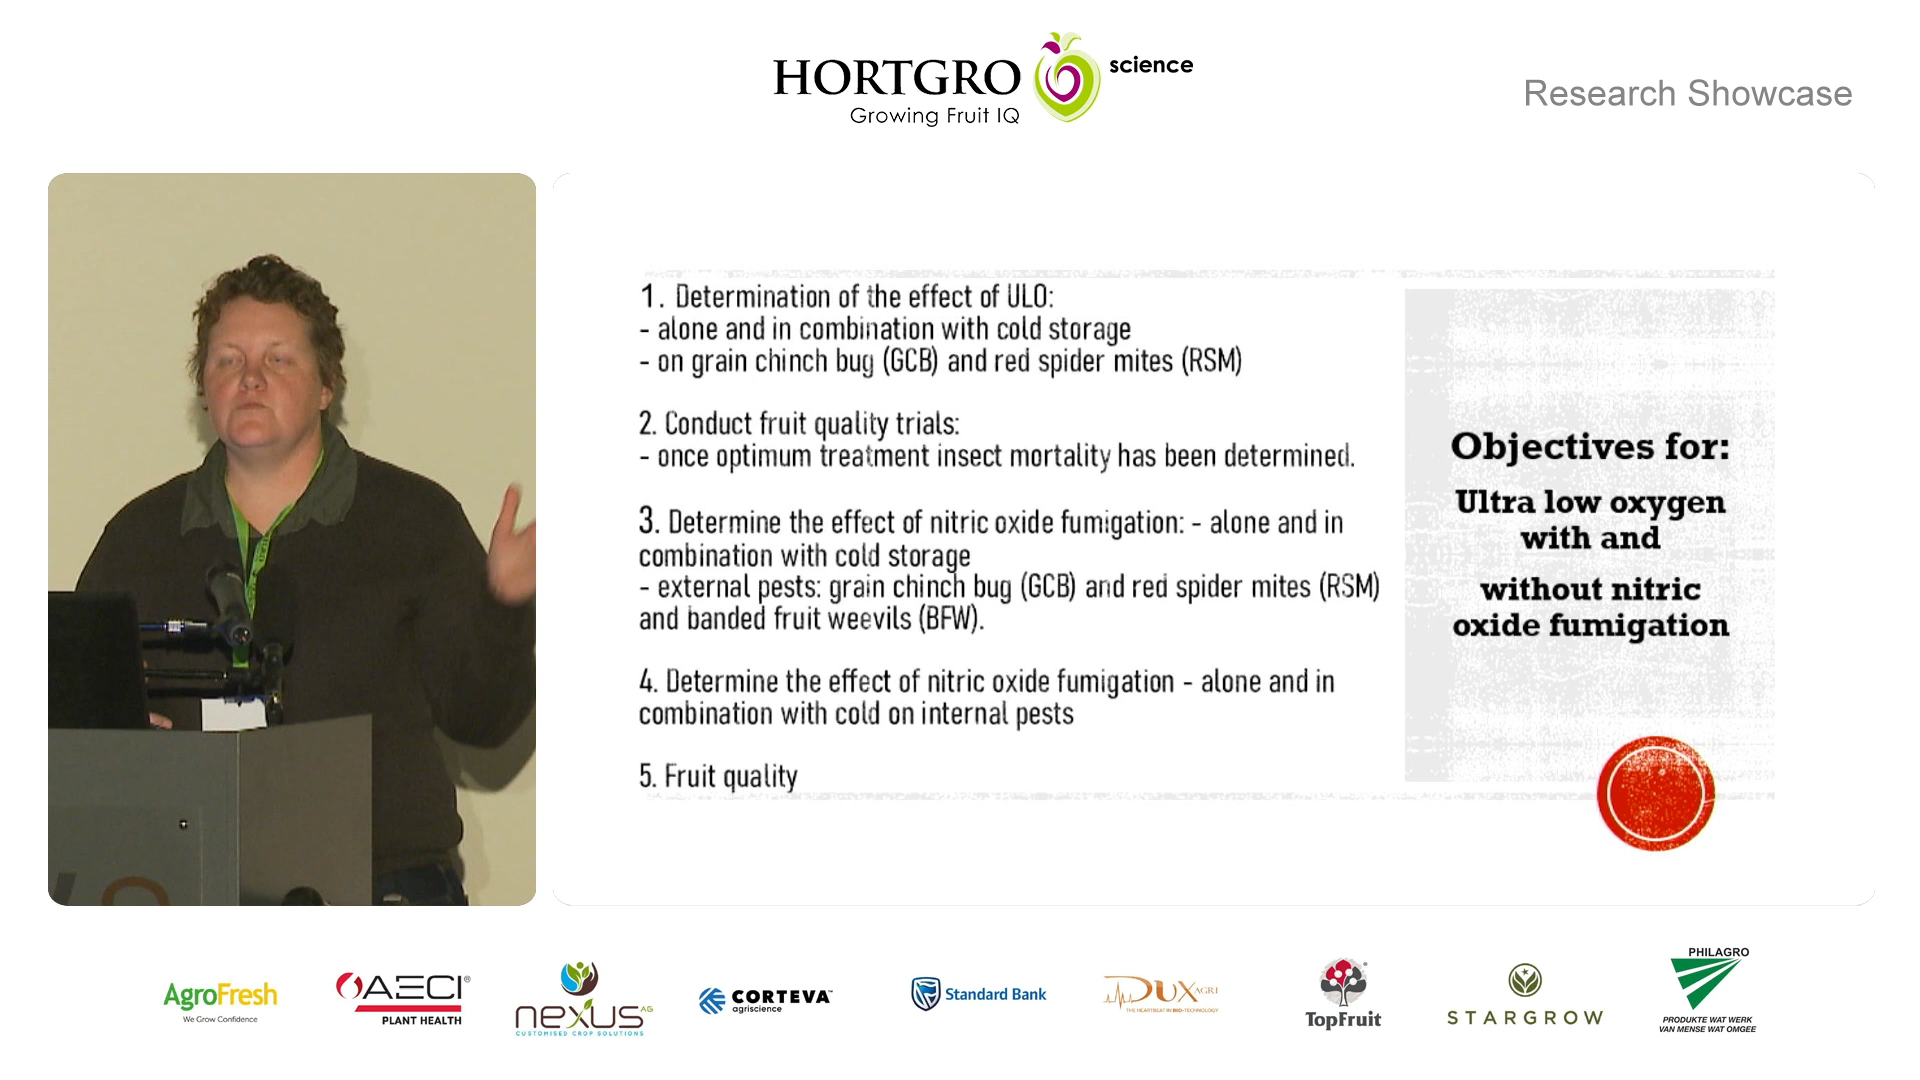 HORTGRO science
Growing Fruit IQ
Research Showcase
1. Determination of the effect of ULO:
- alone and in combination with cold storage
- on grain chinch bug (GCB) and red spider mites (RSM)
2. Conduct fruit quality trials:
- once optimum treatment insect mortality has been determined.
3. Determine the effect of nitric oxide fumigation: - alone and in
combination with cold storage
- external pests: grain chinch bug (GCB) and red spider mites (RSM)
and banded fruit weevils (BFW).
4. Determine the effect of nitric oxide fumigation - alone and in
combination with cold on internal pests
5. Fruit quality
Objectives for:
Ultra low oxygen
with and
without nitric
oxide fumigation
AgroFresh
We Grow Confidence
AECI®
PLANT HEALTH
nexus AG
CUSTOMISED CROP SOLUTIONS
CORTEVA™
agriscience
Standard Bank
DUX AGRI
THE HEARTBEAT IN BIO-TECHNOLOGY
TopFruit
STARGROW
PHILAGRO
PRODUKTE WAT WERK
VAN MENSE WAT OMGEE